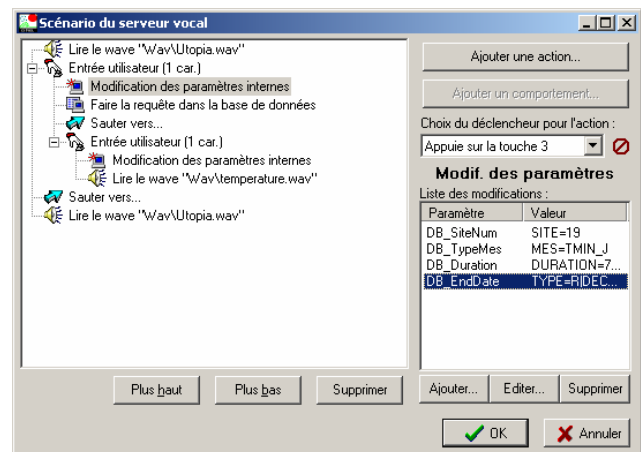 Scénario du serveur vocal
Lire le wave "Wav\Utopia.wav"
Entrée utilisateur (1 car.)
Modification des paramètres internes
Faire la requête dans la base de données
Sauter vers...
Entrée utilisateur (1 car.)
Modification des paramètres internes
Lire le wave "Wav\temperature.wav"
Sauter vers...
Lire le wave "Wav\Utopia.wav"
Plus haut Plus bas Supprimer
Ajouter une action...
Ajouter un comportement...
Choix du déclencheur pour l'action :
Appuie sur la touche 3
Modif. des paramètres
Liste des modifications :
Paramètre Valeur
DB_SiteNum SITE=19
DB_TypeMes MES=TMIN_J
DB_Duration DURATION=7...
DB_EndDate TYPE=R|DEC...
Ajouter... Editer... Supprimer
OK Annuler